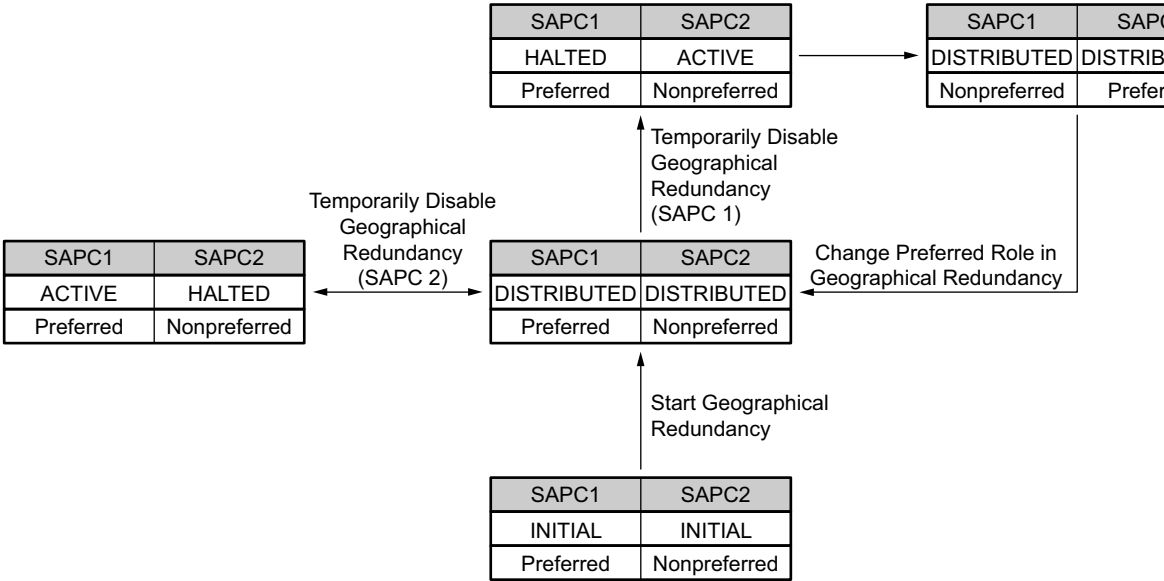 SAPC1 SAPC2
HALTED ACTIVE
Preferred Nonpreferred
SAPC1
DISTRIBUTED
Nonpreferred
Temporarily Disable
Geographical
Redundancy
(SAPC 1)
Temporarily Disable
Geographical
Redundancy
(SAPC 2)
SAPC1 SAPC2
ACTIVE HALTED
Preferred Nonpreferred
SAPC1 SAPC2
DISTRIBUTED DISTRIBUTED
Preferred Nonpreferred
Change Preferred Role in
Geographical Redundancy
Start Geographical
Redundancy
SAPC1 SAPC2
INITIAL INITIAL
Preferred Nonpreferred